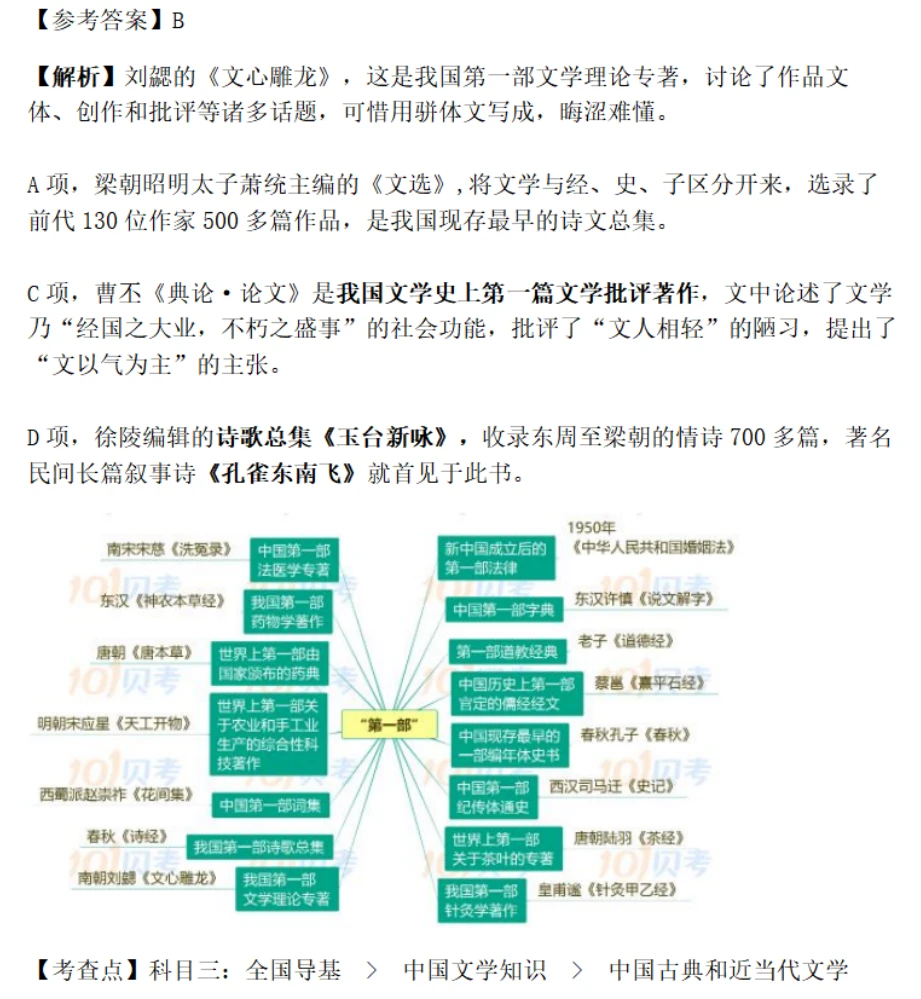 【参考答案】B
【解析】刘勰的《文心雕龙》，这是我国第一部文学理论专著，讨论了作品文
体、创作和批评等诸多话题，可惜用骈体文写成，晦涩难懂。
A 项，梁朝昭明太子萧统主编的《文选》,将文学与经、史、子区分开来，选录了
前代 130 位作家 500 多篇作品，是我国现存最早的诗文总集。
C 项，曹丕《典论·论文》是我国文学史上第一篇文学批评著作，文中论述了文学
乃“经国之大业，不朽之盛事”的社会功能，批评了“文人相轻”的陋习，提出了
“文以气为主”的主张。
D 项，徐陵编辑的诗歌总集《玉台新咏》，收录东周至梁朝的情诗 700 多篇，著名
民间长篇叙事诗《孔雀东南飞》就首见于此书。
南宋宋慈《洗冤录》
中国第一部
法医学专著
东汉《神农本草经》
我国第一部
药物学著作
唐朝《唐本草》
世界上第一部由
国家颁布的药典
明朝宋应星《天工开物》
世界上第一部关
于农业和手工业
生产的综合性科
技著作
西蜀派赵崇祚《花间集》
中国第一部词集
春秋《诗经》
我国第一部诗歌总集
南朝刘勰《文心雕龙》
我国第一部
文学理论专著
“第一部”
新中国成立后的
第一部法律
1950年
《中华人民共和国婚姻法》
中国第一部字典
东汉许慎《说文解字》
第一部道教经典
老子《道德经》
中国历史上第一部
官定的儒经经文
蔡邕《熹平石经》
中国现存最早的
一部编年体史书
春秋孔子《春秋》
中国第一部
纪传体通史
西汉司马迁《史记》
世界上第一部
关于茶叶的专著
唐朝陆羽《茶经》
我国第一部
针灸学著作
皇甫谧《针灸甲乙经》
101贝考
【考查点】科目三：全国导基 > 中国文学知识 > 中国古典和近当代文学